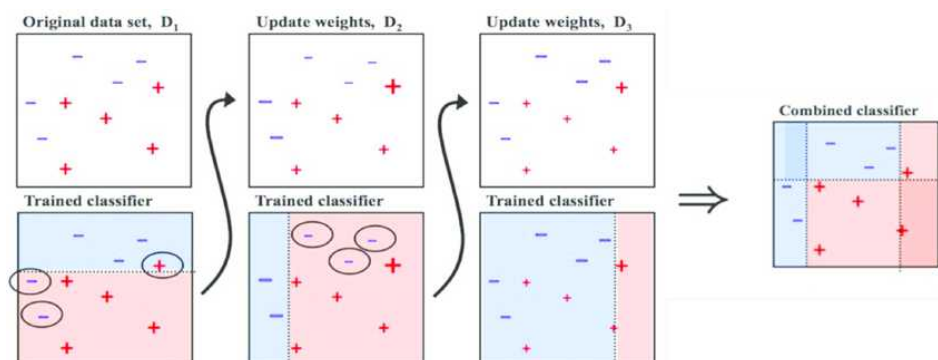 Original data set, D₁
Update weights, D₂
Update weights, D₃
Combined classifier
Trained classifier
Trained classifier
Trained classifier